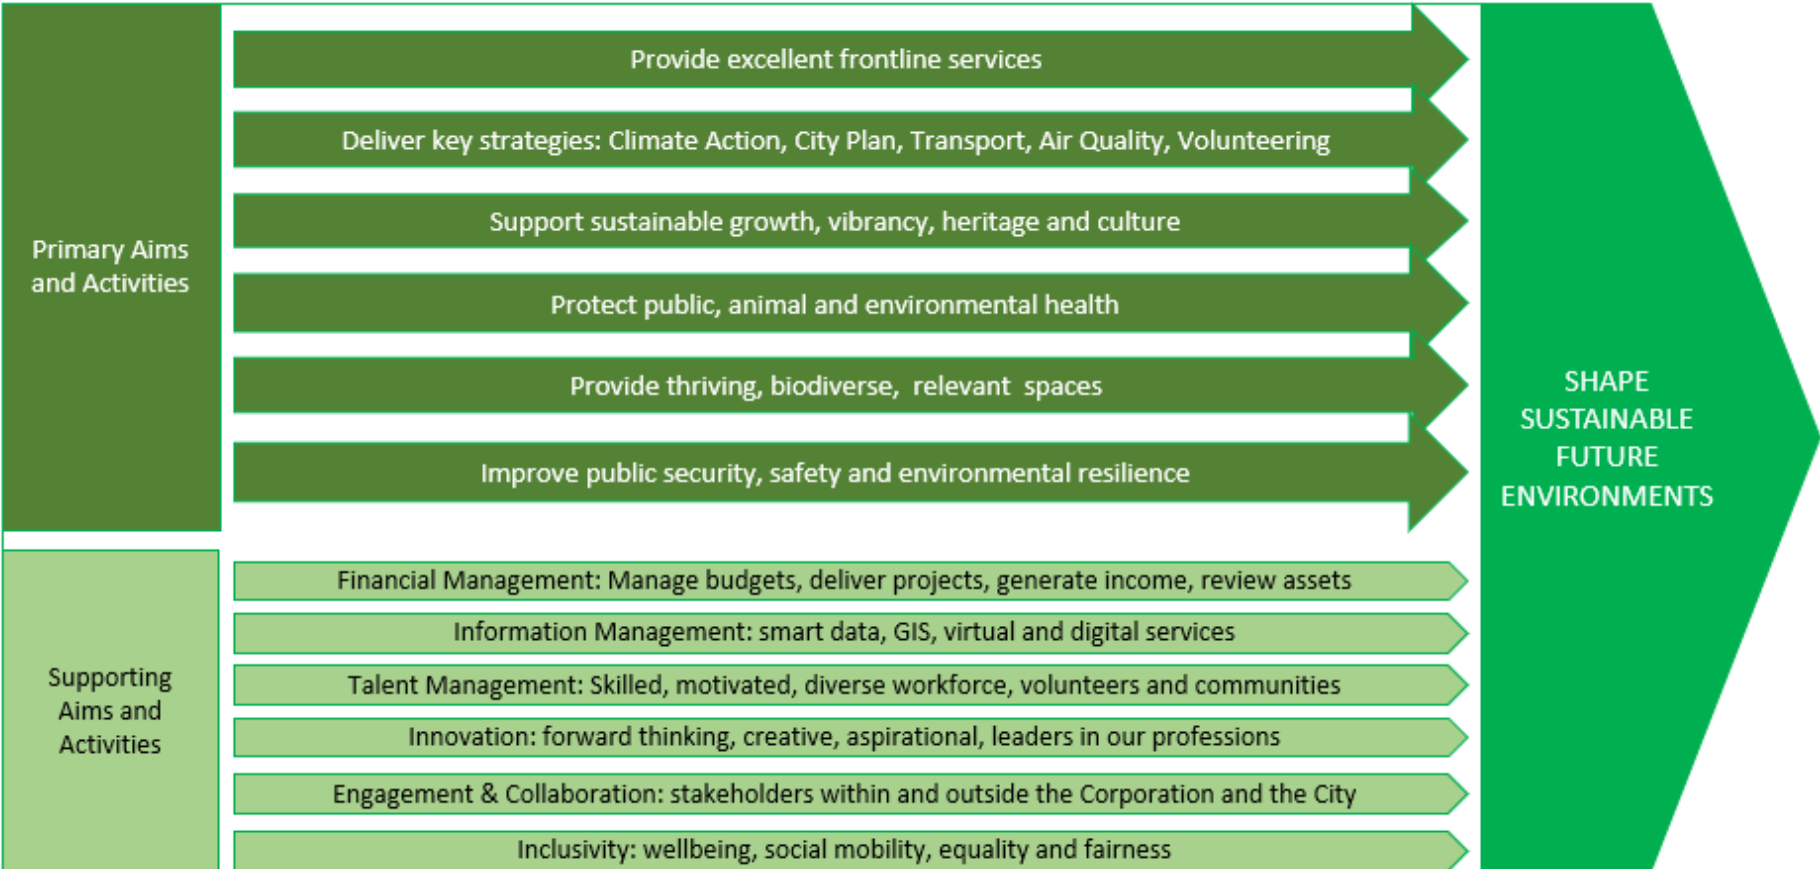 Primary Aims
and Activities
Provide excellent frontline services
Deliver key strategies: Climate Action, City Plan, Transport, Air Quality, Volunteering
Support sustainable growth, vibrancy, heritage and culture
Protect public, animal and environmental health
Provide thriving, biodiverse, relevant spaces
Improve public security, safety and environmental resilience
Supporting
Aims and
Activities
Financial Management: Manage budgets, deliver projects, generate income, review assets
Information Management: smart data, GIS, virtual and digital services
Talent Management: Skilled, motivated, diverse workforce, volunteers and communities
Innovation: forward thinking, creative, aspirational, leaders in our professions
Engagement & Collaboration: stakeholders within and outside the Corporation and the City
Inclusivity: wellbeing, social mobility, equality and fairness
SHAPE
SUSTAINABLE
FUTURE
ENVIRONMENTS